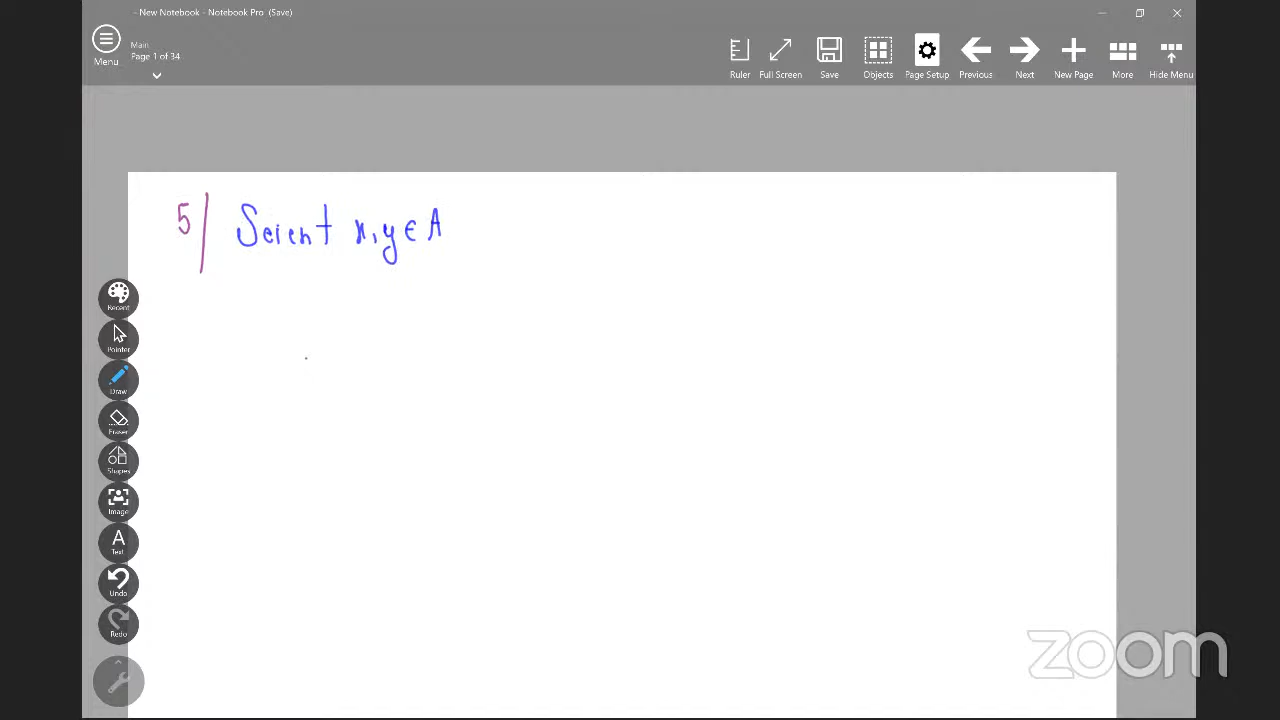 - New Notebook - Notebook Pro (Save)
Menu
Main
Page 1 of 34
Ruler
Full Screen
Save
Objects
Page Setup
Previous
Next
New Page
More
Hide Menu
5/ Soient x, y ∈ A
Recent
Pointer
Draw
Eraser
Shapes
Image
A
Text
Undo
Redo
zoom